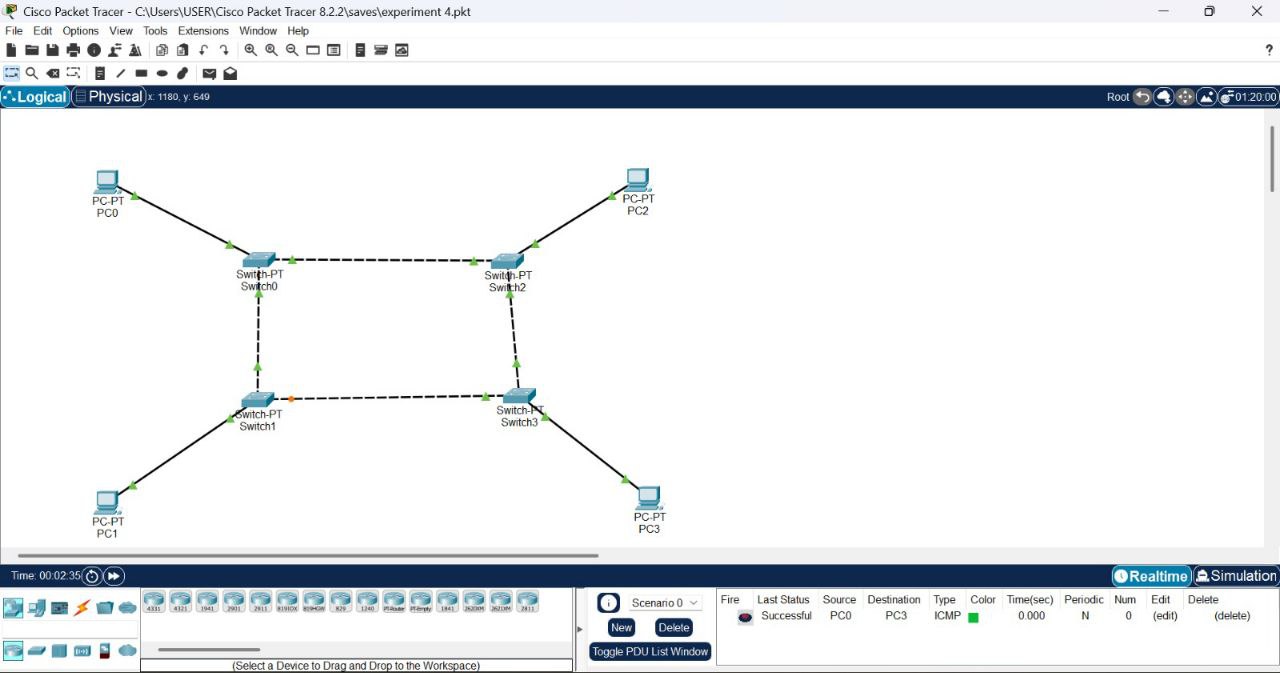 Cisco Packet Tracer - C:\Users\USER\Cisco Packet Tracer 8.2.2\saves\experiment 4.pkt
File Edit Options View Tools Extensions Window Help
?
Logical Physical x: 1180, y: 649 Root 01:20:00
PC-PT
PC0
PC-PT
PC2
Switch-PT
Switch0
Switch-PT
Switch2
Switch-PT
Switch1
Switch-PT
Switch3
PC-PT
PC1
PC-PT
PC3
Time: 00:02:35 Realtime Simulation
4331 4321 1941 2901 2911 819IOX 819HGW 829 1240 PT-Router PT-Empty 1841 2620XM 2621XM 2811
(Select a Device to Drag and Drop to the Workspace)
Scenario 0
New Delete
Toggle PDU List Window
Fire Last Status Source Destination Type Color Time(sec) Periodic Num Edit Delete
Successful PC0 PC3 ICMP 0.000 N 0 (edit) (delete)